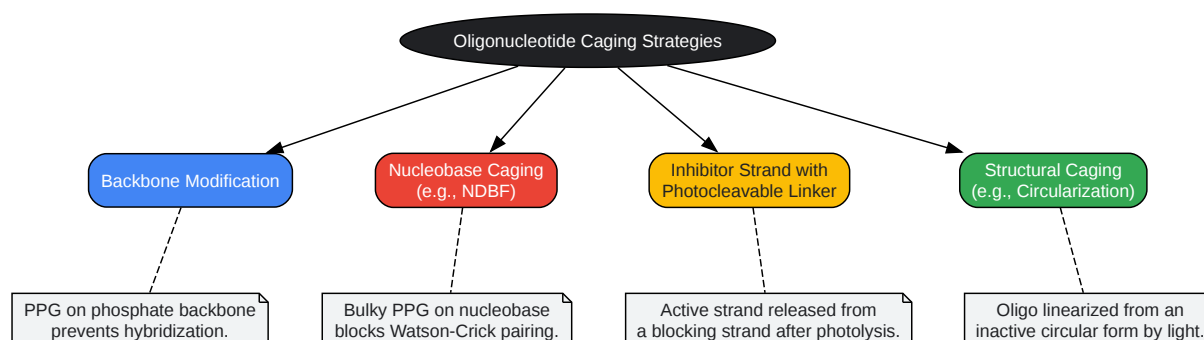 Oligonucleotide Caging Strategies
Backbone Modification
Nucleobase Caging
(e.g., NDBF)
Inhibitor Strand with
Photocleavable Linker
Structural Caging
(e.g., Circularization)
PPG on phosphate backbone
prevents hybridization.
Bulky PPG on nucleobase
blocks Watson-Crick pairing.
Active strand released from
a blocking strand after photolysis.
Oligo linearized from an
inactive circular form by light.